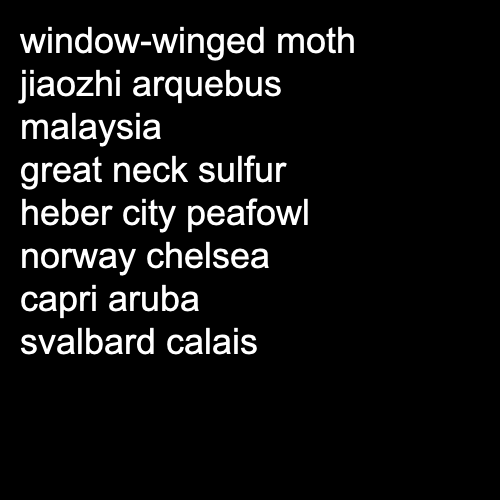 window-winged moth
jiaozhi arquebus
malaysia
great neck sulfur
heber city peafowl
norway chelsea
capri aruba
svalbard calais